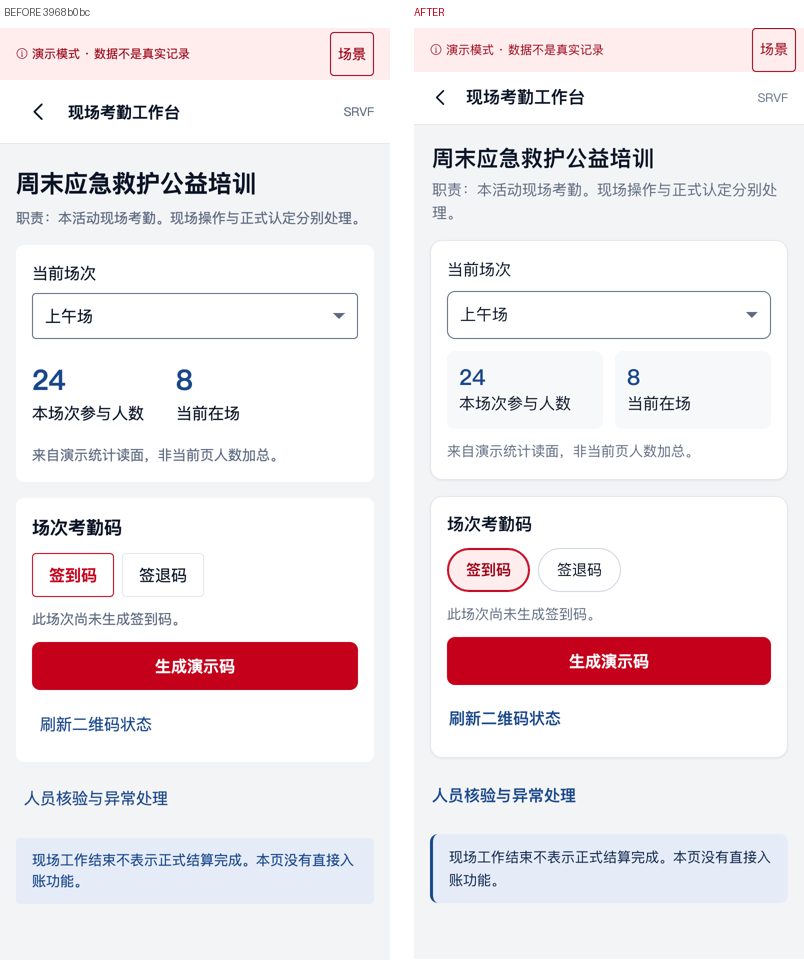 BEFORE 3968b0bc
ⓘ 演示模式 · 数据不是真实记录
场景
现场考勤工作台
SRVF
周末应急救护公益培训
职责：本活动现场考勤。现场操作与正式认定分别处理。
当前场次
上午场
24
8
本场次参与人数
当前在场
来自演示统计读面，非当前页人数加总。
场次考勤码
签到码
签退码
此场次尚未生成签到码。
生成演示码
刷新二维码状态
人员核验与异常处理
现场工作结束不表示正式结算完成。本页没有直接入
账功能。
AFTER
ⓘ 演示模式 · 数据不是真实记录
场景
现场考勤工作台
SRVF
周末应急救护公益培训
职责：本活动现场考勤。现场操作与正式认定分别处
理。
当前场次
上午场
24
8
本场次参与人数
当前在场
来自演示统计读面，非当前页人数加总。
场次考勤码
签到码
签退码
此场次尚未生成签到码。
生成演示码
刷新二维码状态
人员核验与异常处理
现场工作结束不表示正式结算完成。本页没有直接入
账功能。